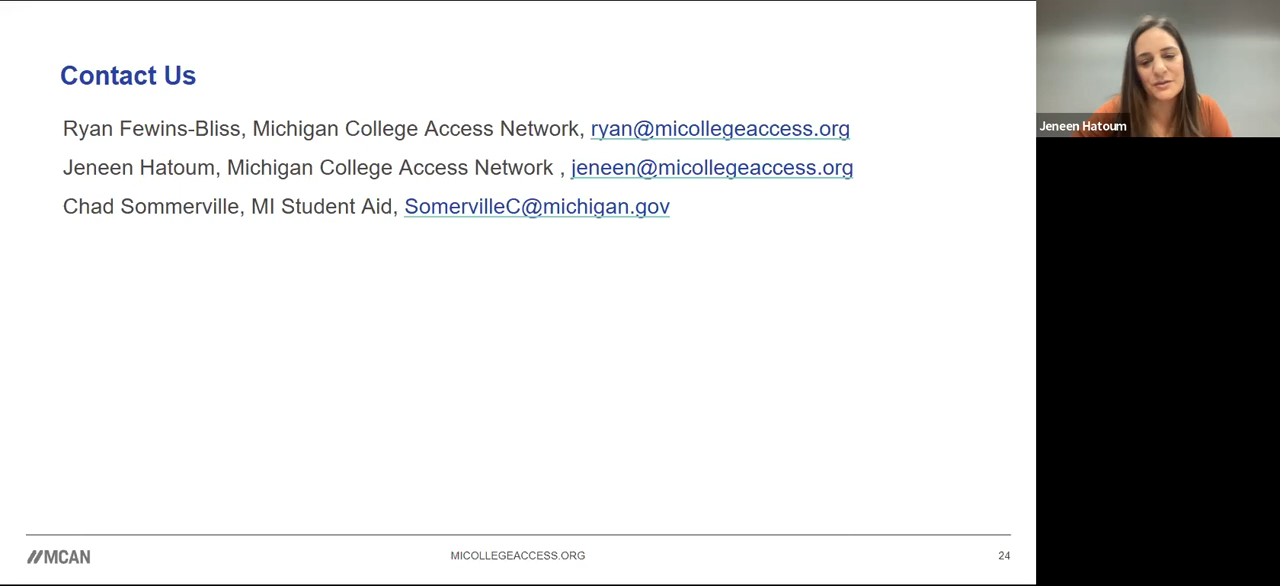 Contact Us
Ryan Fewins-Bliss, Michigan College Access Network, ryan@micollegeaccess.org
Jeneen Hatoum, Michigan College Access Network , jeneen@micollegeaccess.org
Chad Sommerville, MI Student Aid, SomervilleC@michigan.gov
Jeneen Hatoum
//MCAN
MICOLLEGEACCESS.ORG
24